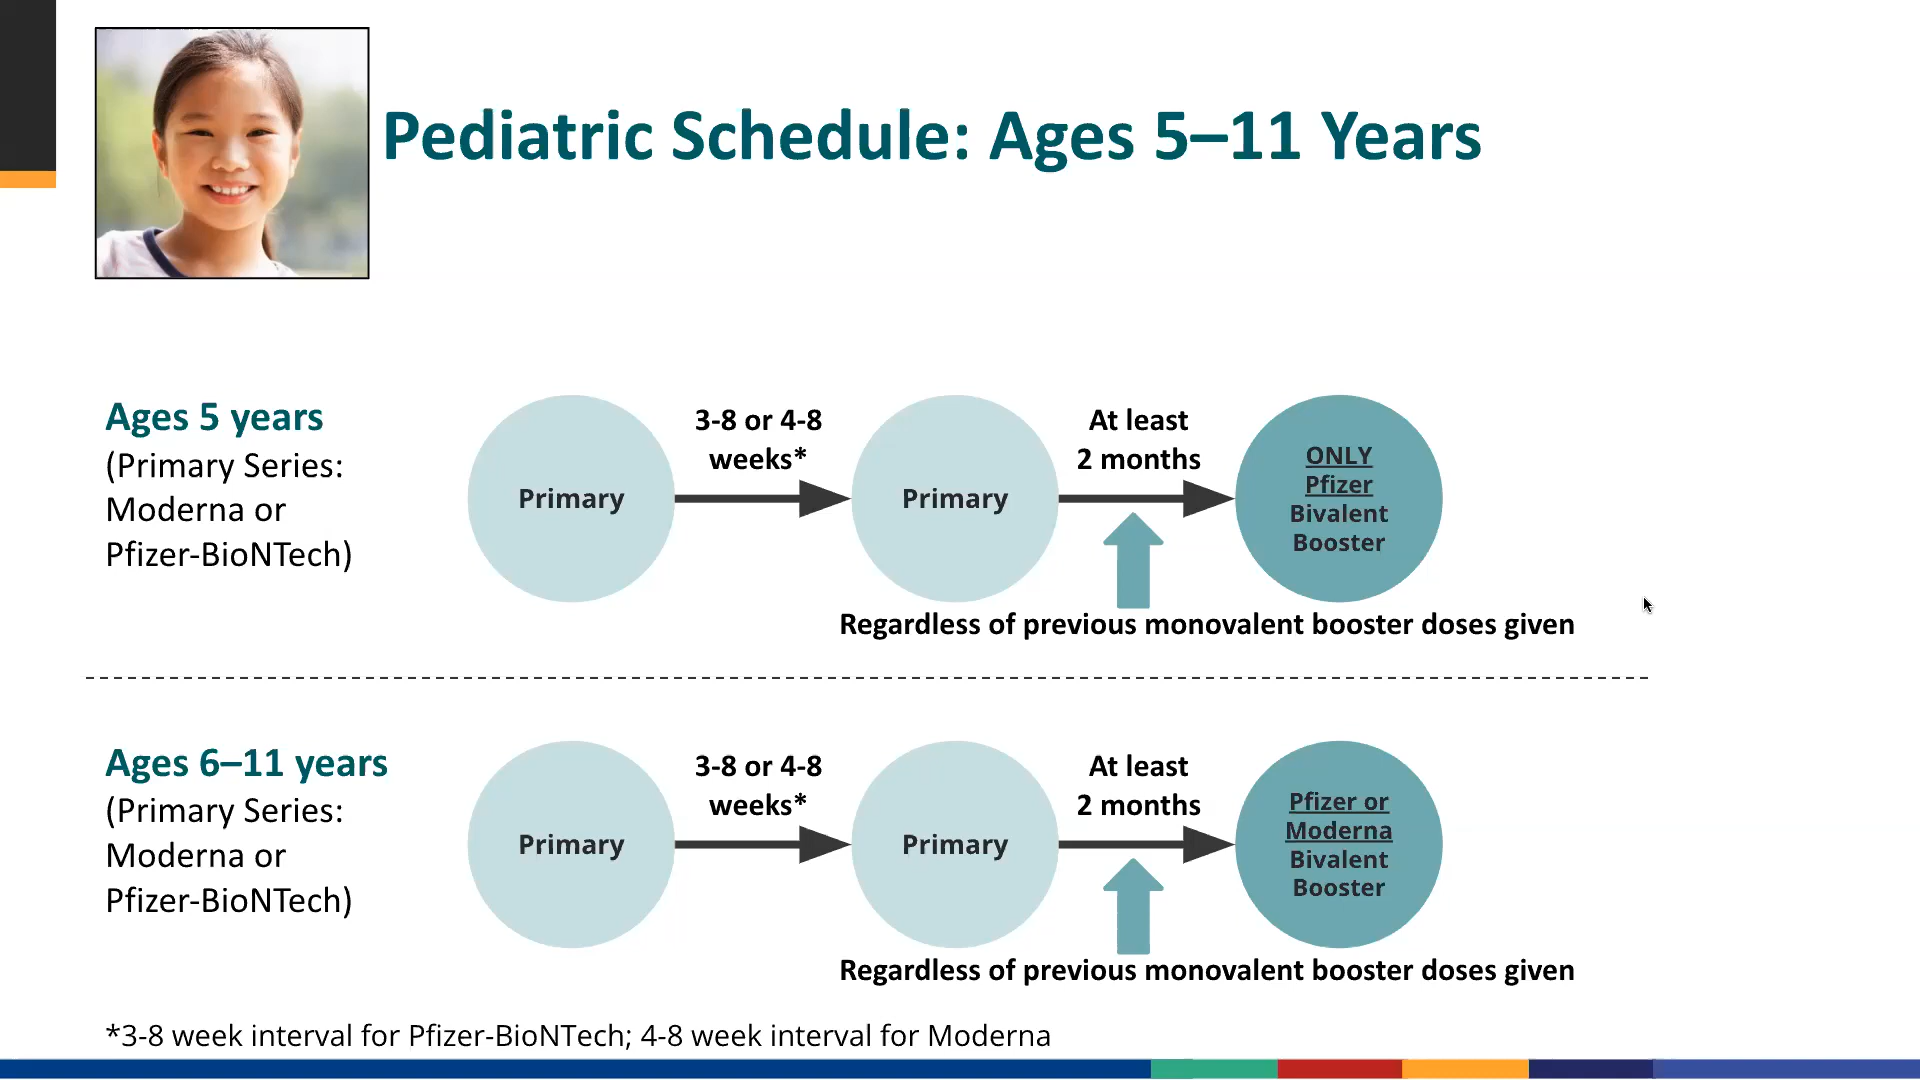 Pediatric Schedule: Ages 5–11 Years
Ages 5 years
(Primary Series:
Moderna or
Pfizer-BioNTech)
Primary
3-8 or 4-8
weeks*
Primary
At least
2 months
ONLY
Pfizer
Bivalent
Booster
Regardless of previous monovalent booster doses given
Ages 6–11 years
(Primary Series:
Moderna or
Pfizer-BioNTech)
Primary
3-8 or 4-8
weeks*
Primary
At least
2 months
Pfizer or
Moderna
Bivalent
Booster
Regardless of previous monovalent booster doses given
*3-8 week interval for Pfizer-BioNTech; 4-8 week interval for Moderna